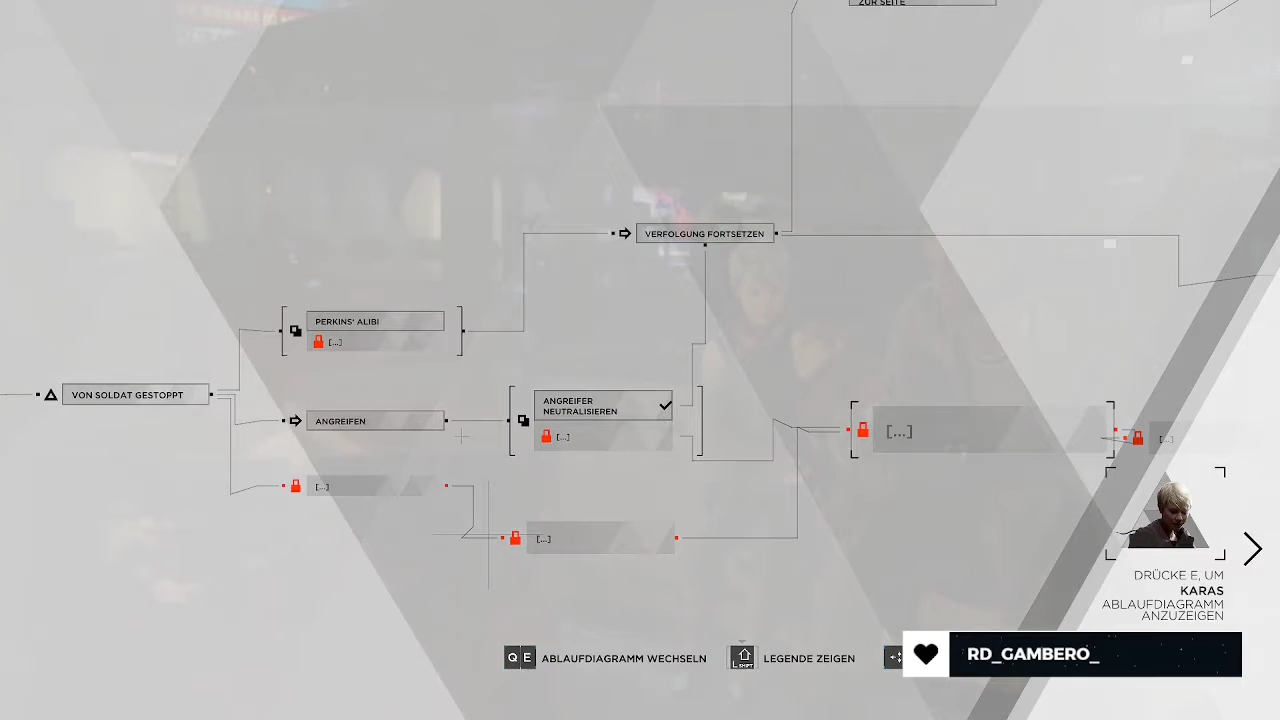 ZUR SEITE
VERFOLGUNG FORTSETZEN
PERKINS' ALIBI
[...]
VON SOLDAT GESTOPPT
ANGREIFEN
ANGREIFER
NEUTRALISIEREN
[...]
[...]
[...]
[...]
[...]
DRÜCKE E, UM
KARAS
ABLAUFDIAGRAMM
ANZUZEIGEN
Q E ABLAUFDIAGRAMM WECHSELN
L SHIFT LEGENDE ZEIGEN
RD_GAMBERO_